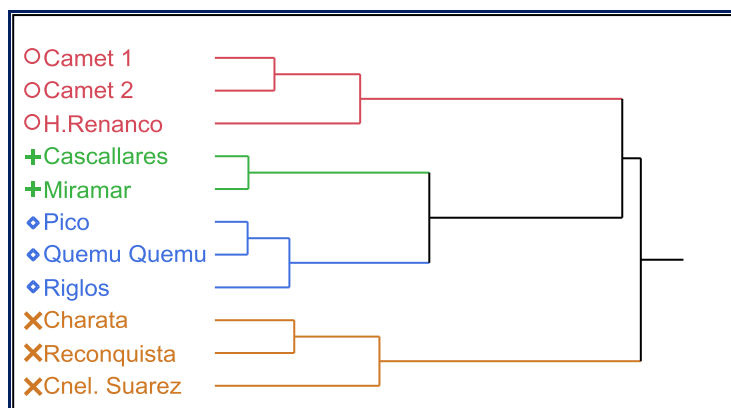 Camet 1
Camet 2
H.Renanco
Cascallares
Miramar
Pico
Quemu Quemu
Riglos
Charata
Reconquista
Cnel. Suarez